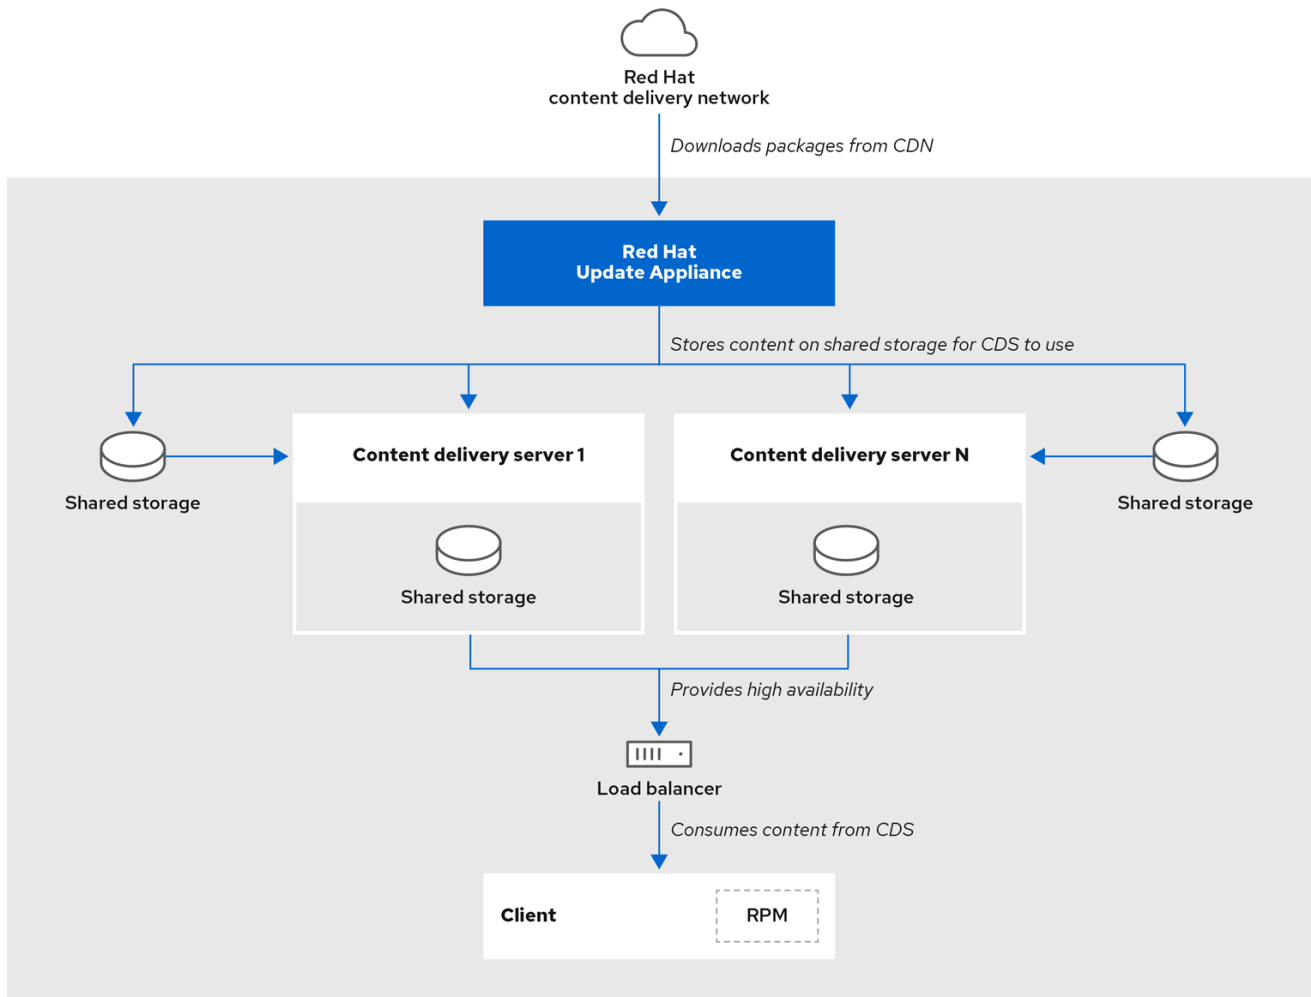 Red Hat
content delivery network
Downloads packages from CDN
Red Hat
Update Appliance
Stores content on shared storage for CDS to use
Content delivery server 1
Content delivery server N
Shared storage
Shared storage
Shared storage
Shared storage
Provides high availability
Load balancer
Consumes content from CDS
Client
RPM